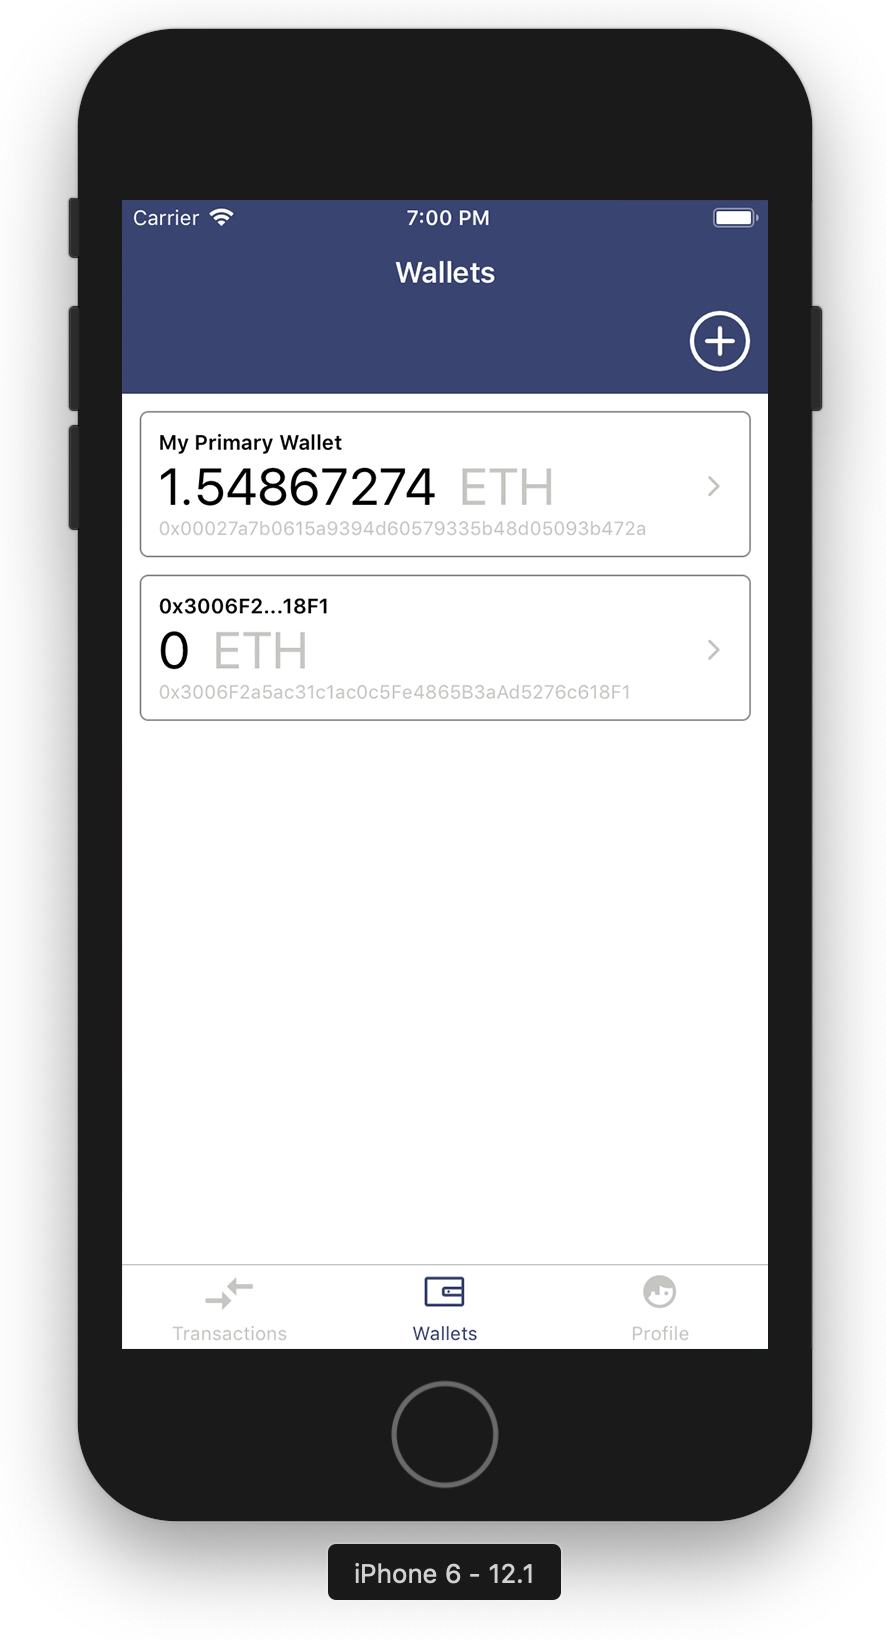 Carrier 7:00 PM
Wallets
My Primary Wallet
1.54867274 ETH
0x00027a7b0615a9394d60579335b48d05093b472a
0x3006F2...18F1
0 ETH
0x3006F2a5ac31c1ac0c5Fe4865B3aAd5276c618F1
Transactions Wallets Profile
iPhone 6 - 12.1